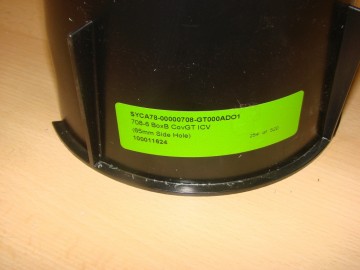 SYCA78-00000708-GT000ADO1
708-6 BoxB CovGT ICV
(65mm Side Hole)
100011624